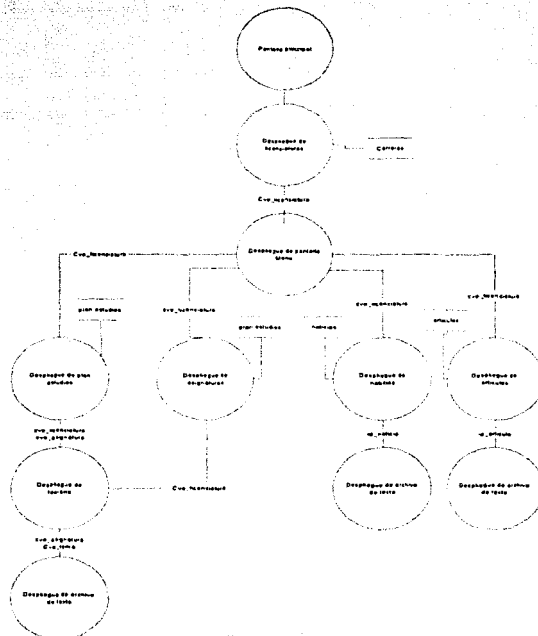 Pantalla principal
Despliegue de
licenciaturas
Carreras
Cve_licenciatura
Despliegue de pantalla
Menu
Cve_licenciatura
cve_licenciatura
cve_licenciatura
cve_licenciatura
plan estudios
plan estudios
noticias
articulos
Despliegue de plan
estudios
Despliegue de
asignaturas
Despliegue de
noticias
Despliegue de
articulos
cve_licenciatura
cve_asignatura
id_noticia
id_articulo
Despliegue de
temario
Cve_licenciatura
Despliegue de archivo
de texto
Despliegue de archivo
de texto
cve_asignatura
Cve_tema
Despliegue de archivo
de texto